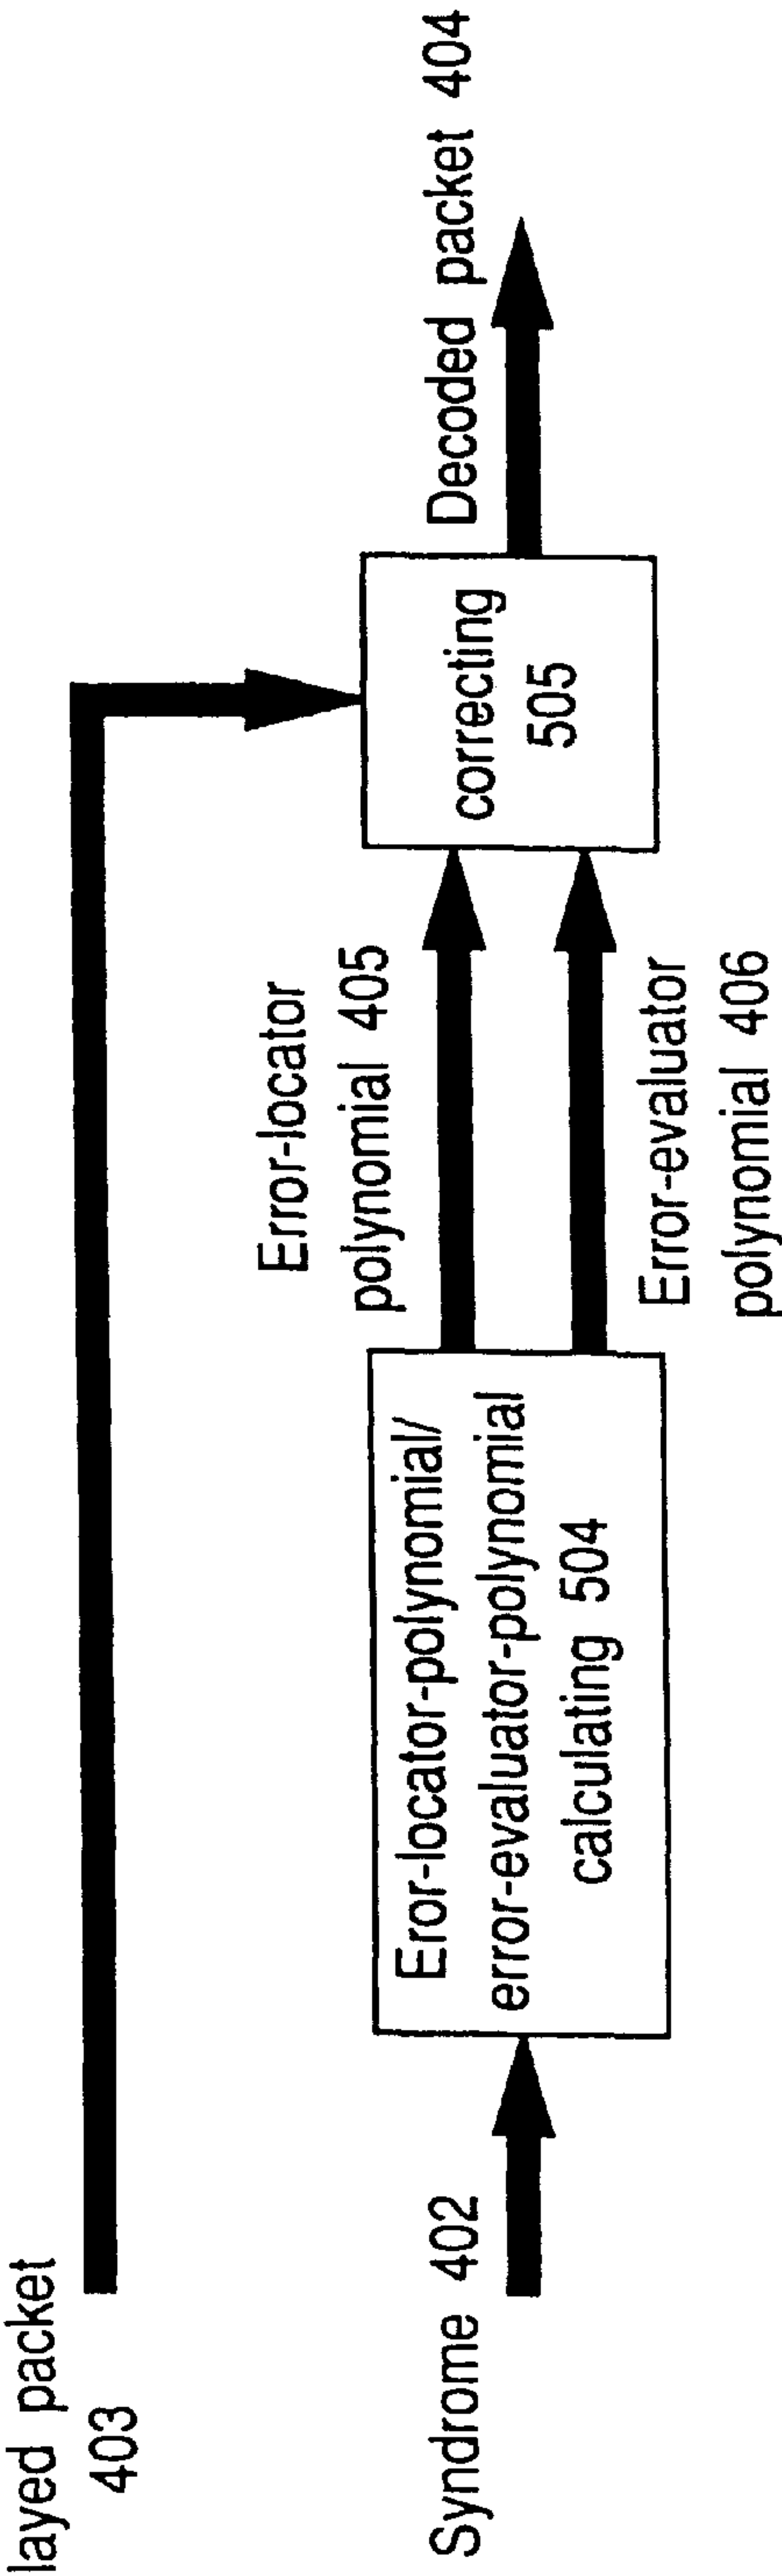 layed packet
403
Syndrome 402
Eror-locator-polynomial/
error-evaluator-polynomial
calculating 504
Error-locator
polynomial 405
Error-evaluator
polynomial 406
correcting
505
Decoded packet 404